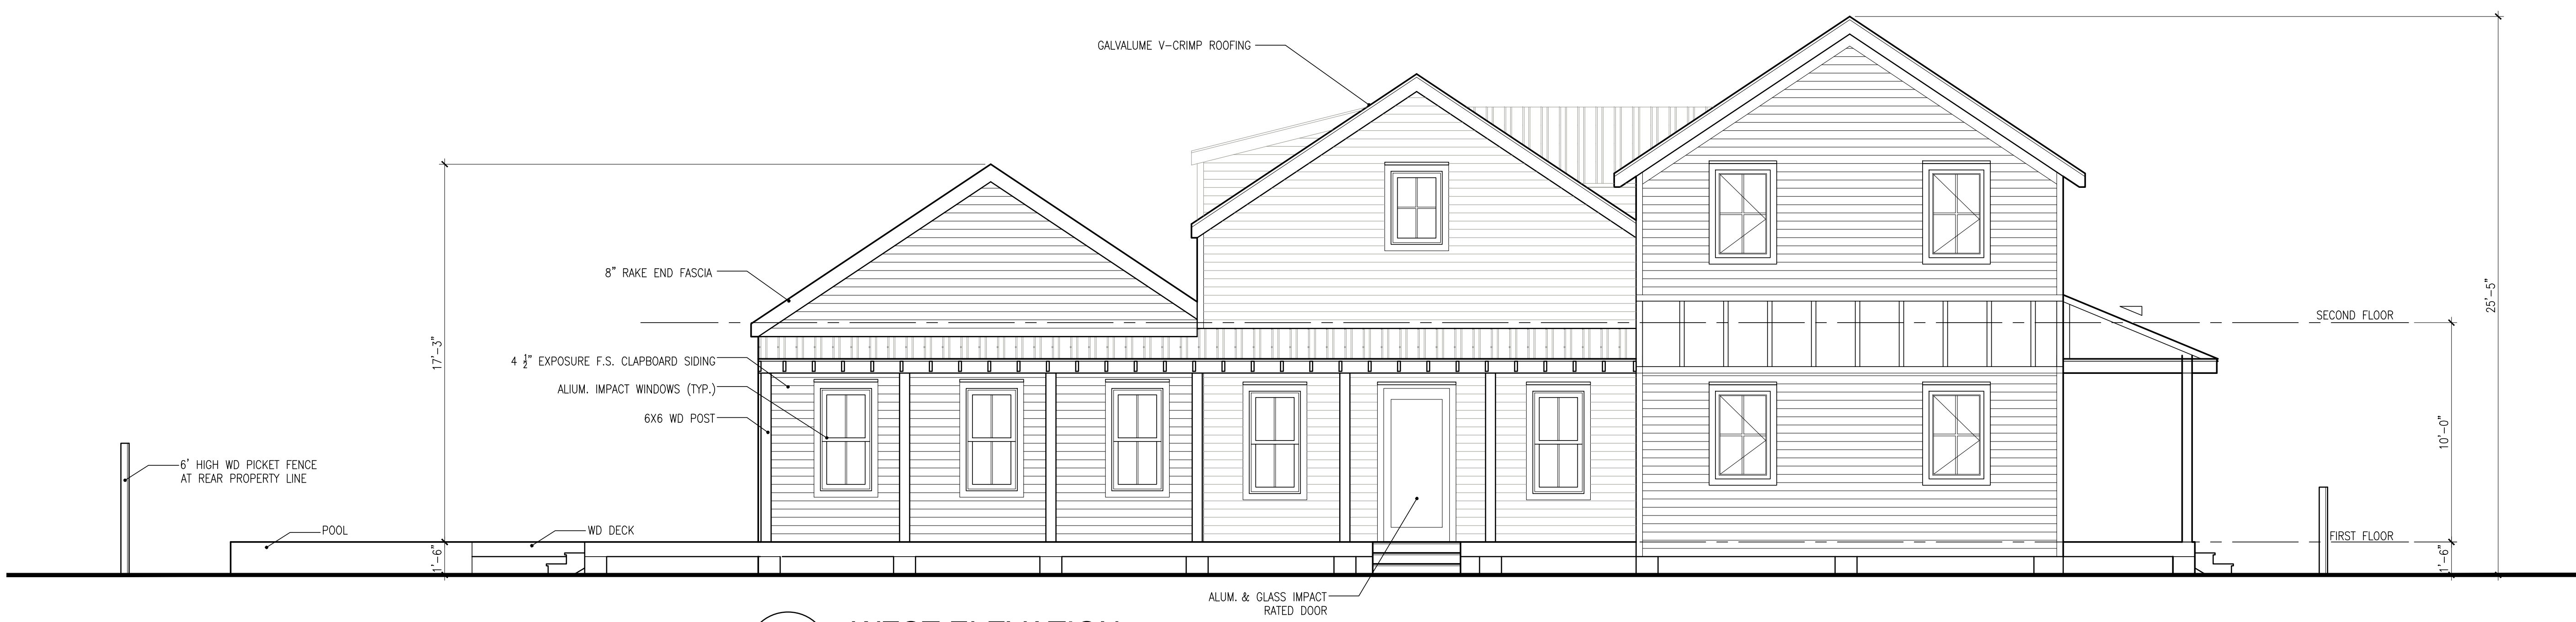 GALVALUME V-CRIMP ROOFING
25'-5"
SECOND FLOOR
8" RAKE END FASCIA
17'-3"
4 ½" EXPOSURE F.S. CLAPBOARD SIDING
ALIUM. IMPACT WINDOWS (TYP.)
6X6 WD POST
10'-0"
6' HIGH WD PICKET FENCE
AT REAR PROPERTY LINE
POOL
WD DECK
FIRST FLOOR
1'-6"
1'-6"
ALUM. & GLASS IMPACT
RATED DOOR
WEST ELEVATION